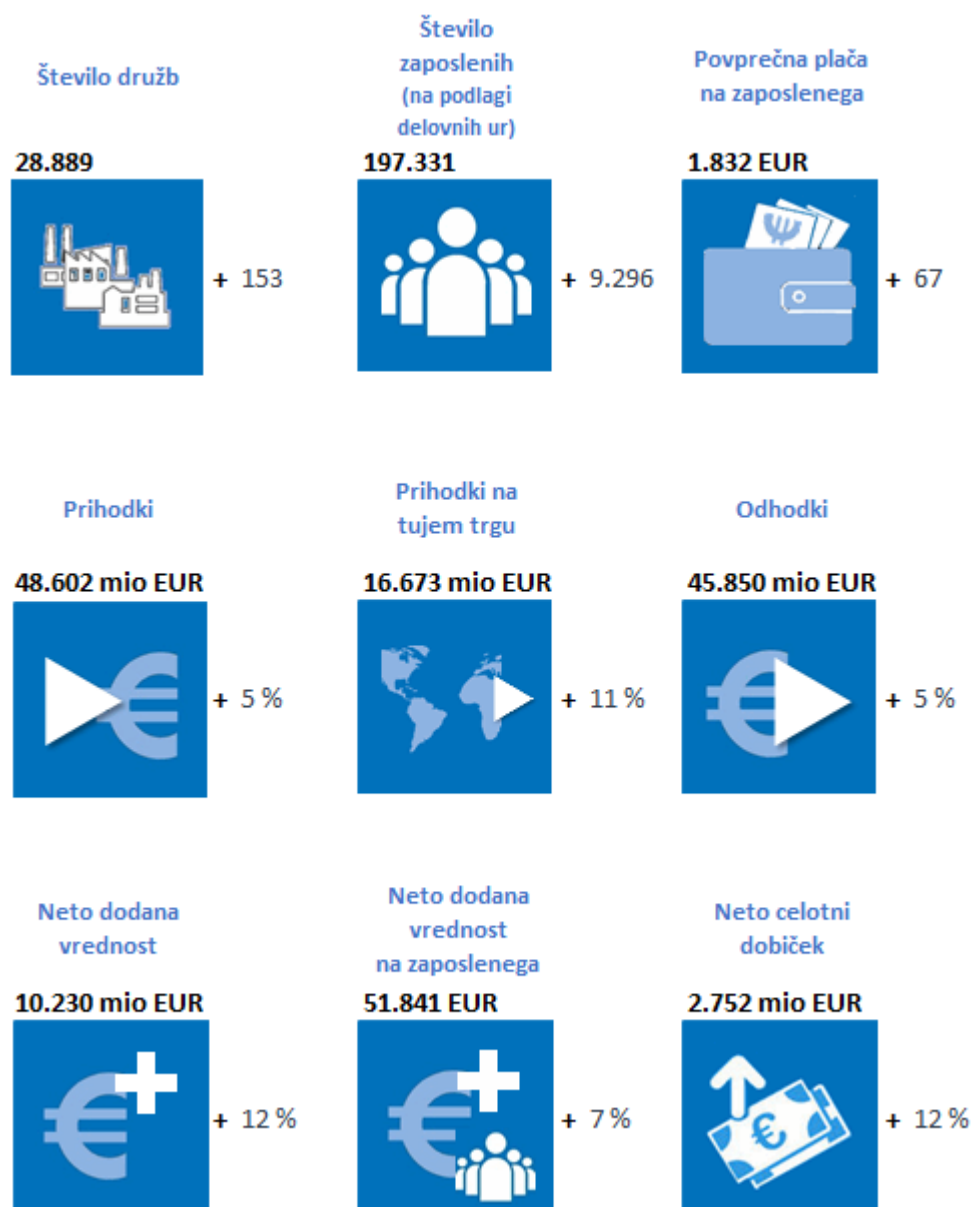 Število družb
Število
zaposlenih
(na podlagi
delovnih ur)
Povprečna plača
na zaposlenega
28.889
197.331
1.832 EUR
+ 153
+ 9.296
+ 67
Prihodki
Prihodki na
tujem trgu
Odhodki
48.602 mio EUR
16.673 mio EUR
45.850 mio EUR
€
€
+ 5 %
+ 11 %
+ 5 %
Neto dodana
vrednost
Neto dodana
vrednost
na zaposlenega
Neto celotni
dobiček
10.230 mio EUR
51.841 EUR
2.752 mio EUR
€+
€+
€
+ 12 %
+ 7 %
+ 12 %